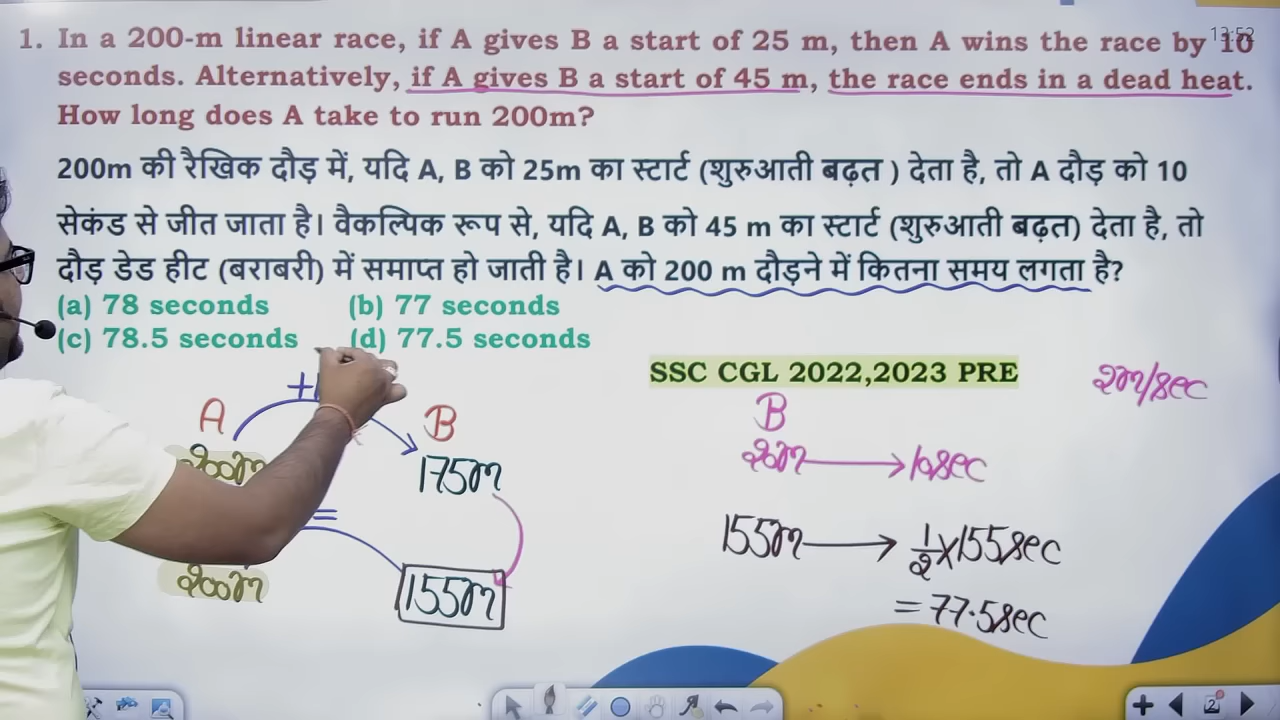 13:52
1. In a 200-m linear race, if A gives B a start of 25 m, then A wins the race by 10
seconds. Alternatively, if A gives B a start of 45 m, the race ends in a dead heat.
How long does A take to run 200m?
200m की रैखिक दौड़ में, यदि A, B को 25m का स्टार्ट (शुरुआती बढ़त ) देता है, तो A दौड़ को 10
सेकंड से जीत जाता है। वैकल्पिक रूप से, यदि A, B को 45 m का स्टार्ट (शुरुआती बढ़त) देता है, तो
दौड़ डेड हीट (बराबरी) में समाप्त हो जाती है। A को 200 m दौड़ने में कितना समय लगता है?
(a) 78 seconds (b) 77 seconds
(c) 78.5 seconds (d) 77.5 seconds
SSC CGL 2022,2023 PRE
2m/sec
A B
200m 175m
=
200m 155m
B
20m → 10sec
155m → 1/2 × 155sec
= 77.5sec
2